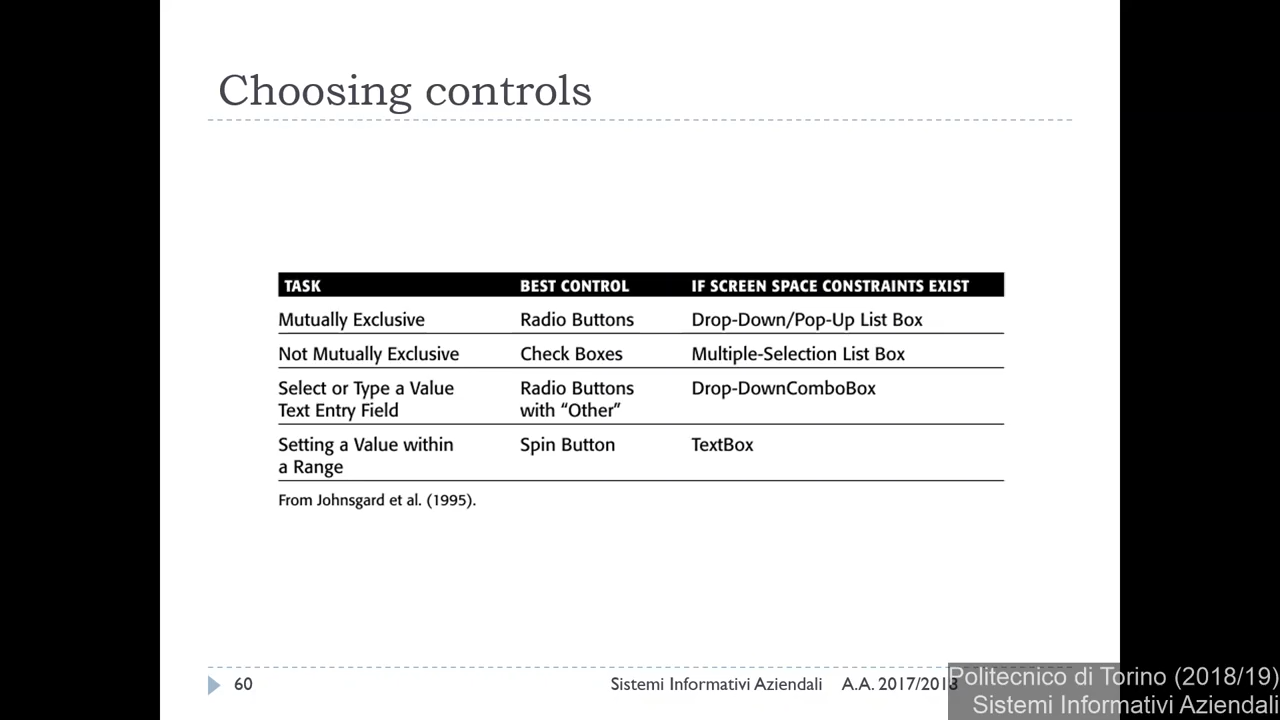 Choosing controls
TASK BEST CONTROL IF SCREEN SPACE CONSTRAINTS EXIST
Mutually Exclusive Radio Buttons Drop-Down/Pop-Up List Box
Not Mutually Exclusive Check Boxes Multiple-Selection List Box
Select or Type a Value Radio Buttons Drop-DownComboBox
Text Entry Field with “Other”
Setting a Value within Spin Button TextBox
a Range
From Johnsgard et al. (1995).
60 Sistemi Informativi Aziendali A.A. 2017/2018
Politecnico di Torino (2018/19)
Sistemi Informativi Aziendali